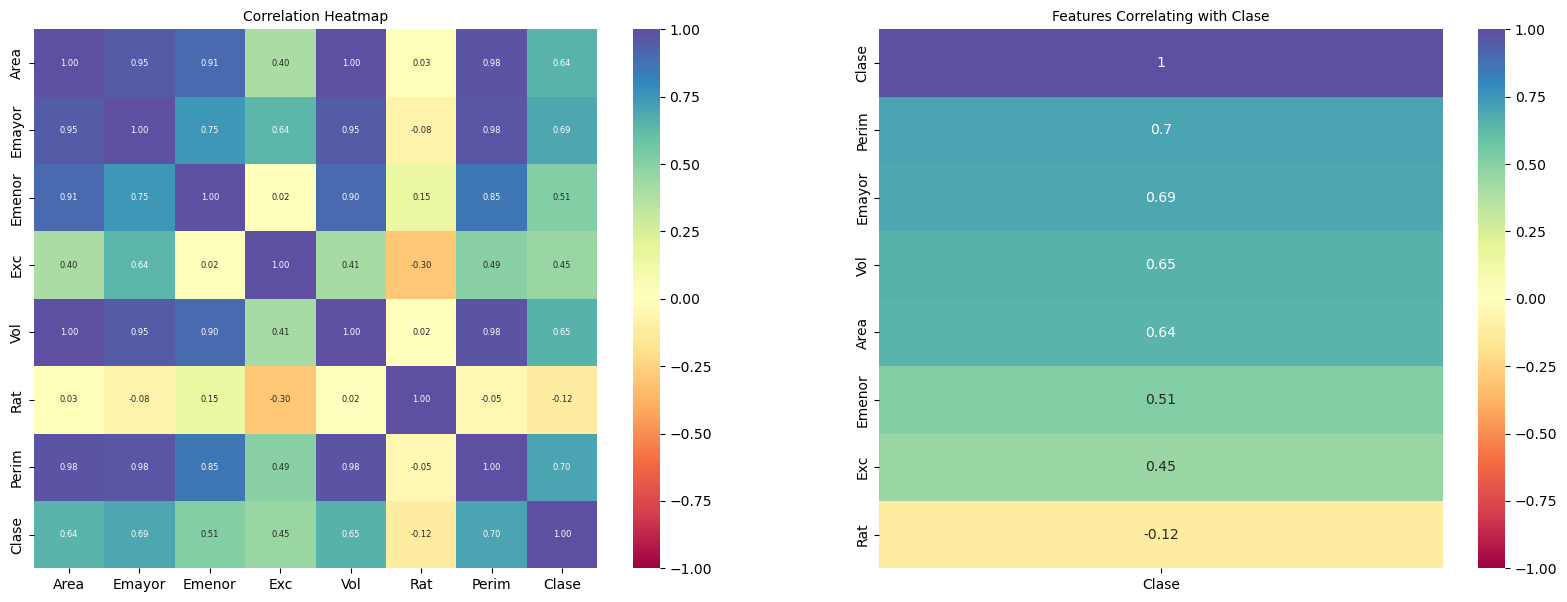 Correlation Heatmap
Area 1.00 0.95 0.91 0.40 1.00 0.03 0.98 0.64
Emayor 0.95 1.00 0.75 0.64 0.95 -0.08 0.98 0.69
Emenor 0.91 0.75 1.00 0.02 0.90 0.15 0.85 0.51
Exc 0.40 0.64 0.02 1.00 0.41 -0.30 0.49 0.45
Vol 1.00 0.95 0.90 0.41 1.00 0.02 0.98 0.65
Rat 0.03 -0.08 0.15 -0.30 0.02 1.00 -0.05 -0.12
Perim 0.98 0.98 0.85 0.49 0.98 -0.05 1.00 0.70
Clase 0.64 0.69 0.51 0.45 0.65 -0.12 0.70 1.00
Area Emayor Emenor Exc Vol Rat Perim Clase
1.00
0.75
0.50
0.25
0.00
−0.25
−0.50
−0.75
−1.00
Features Correlating with Clase
Clase 1
Perim 0.7
Emayor 0.69
Vol 0.65
Area 0.64
Emenor 0.51
Exc 0.45
Rat -0.12
Clase
1.00
0.75
0.50
0.25
0.00
−0.25
−0.50
−0.75
−1.00